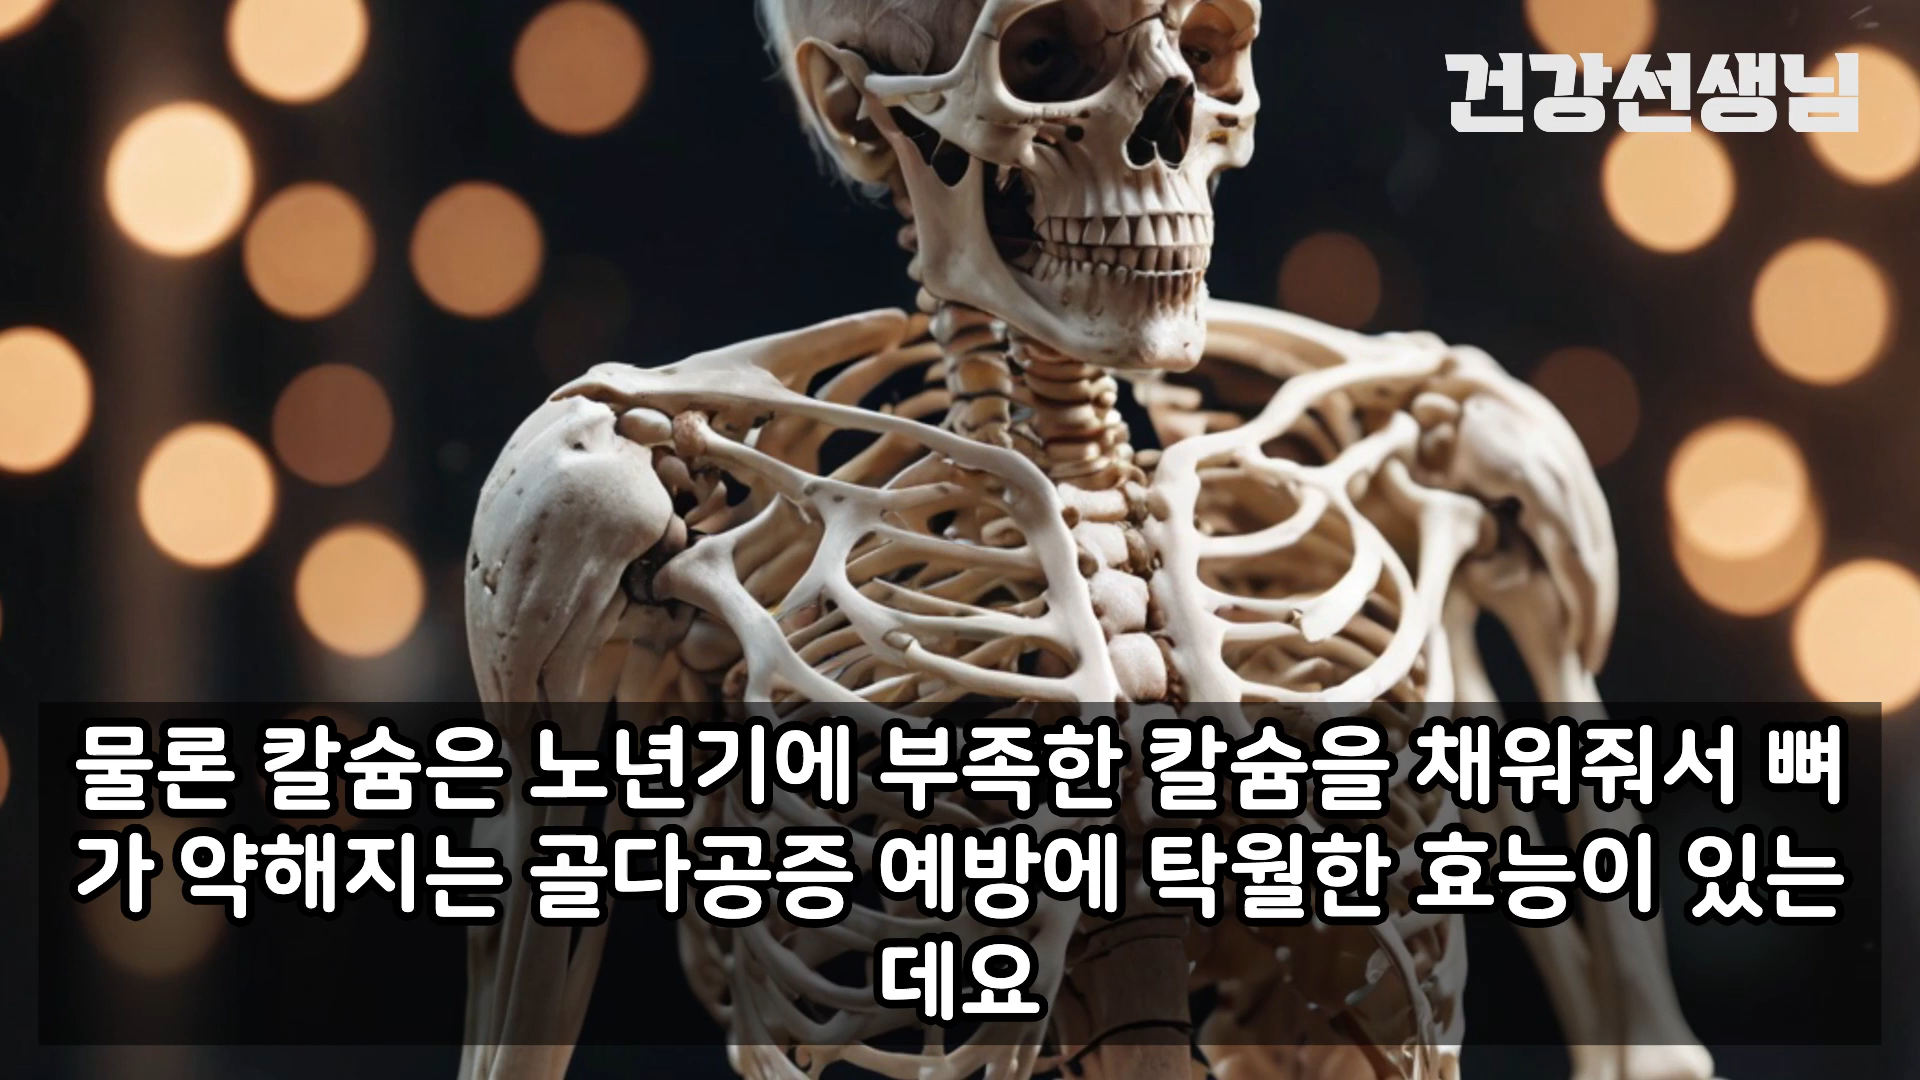 건강선생님
물론 칼슘은 노년기에 부족한 칼슘을 채워줘서 뼈
가 약해지는 골다공증 예방에 탁월한 효능이 있는
데요